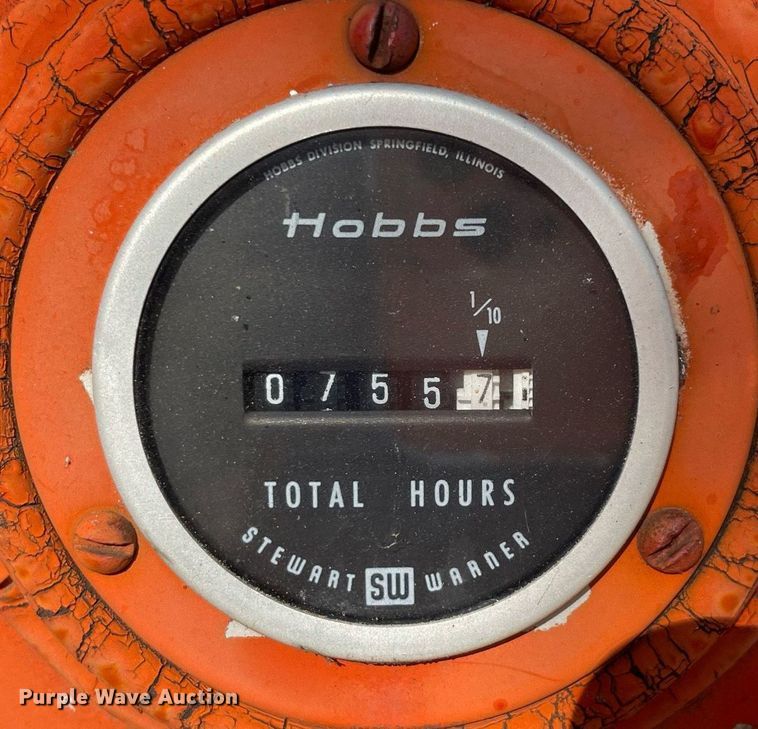 HOBBS DIVISION SPRINGFIELD, ILLINOIS
Hobbs
1/10
0 7 5 5 7
TOTAL HOURS
STEWART SW WARNER
Purple Wave Auction